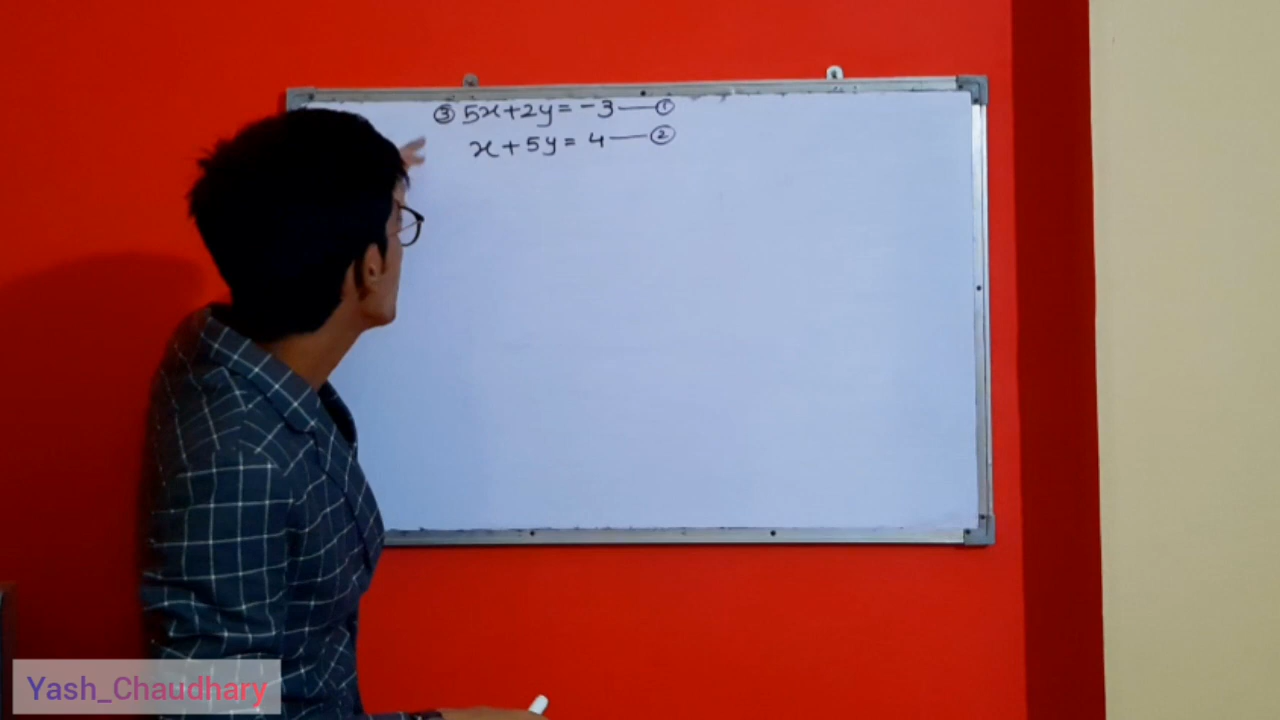 ③ 5x+2y = -3 —— ①
x + 5y = 4 —— ②
Yash_Chaudhary